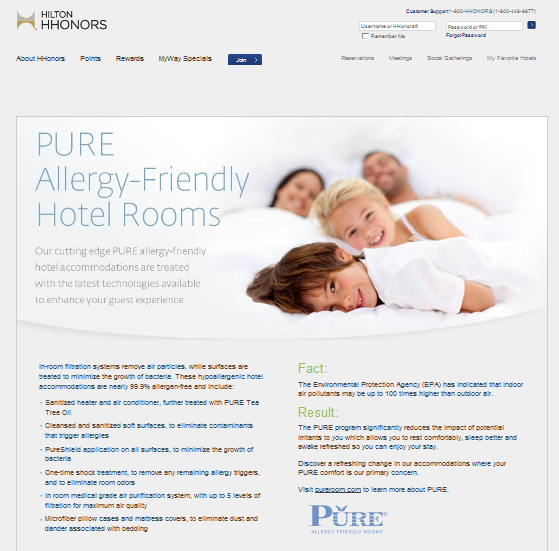 HILTON
HHONORS
Customer Support 1-800-HHONORS (1-800-446-6677)
Username or HHonors#
Password or PIN
Remember Me
Forgot Password
About HHonors
Points
Rewards
MyWay Specials
Join
Reservations
Meetings
Social Gatherings
My Favorite Hotels
PURE
Allergy-Friendly
Hotel Rooms
Our cutting edge PURE allergy-friendly
hotel accommodations are treated
with the latest technologies available
to enhance your guest experience
In-room filtration systems remove air particles, while surfaces are
treated to minimize the growth of bacteria. These hypoallergenic hotel
accommodations are nearly 99.9% allergen-free and include:
· Sanitized heater and air conditioner, further treated with PURE Tea
Tree Oil
· Cleansed and sanitized soft surfaces, to eliminate contaminants
that trigger allergies
· PureShield application on all surfaces, to minimize the growth of
bacteria
· One-time shock treatment, to remove any remaining allergy triggers,
and to eliminate room odors
· In room medical grade air purification system, with up to 5 levels of
filtration for maximum air quality
· Microfiber pillow cases and mattress covers, to eliminate dust and
dander associated with bedding
Fact:
The Environmental Protection Agency (EPA) has indicated that indoor
air pollutants may be up to 100 times higher than outdoor air.
Result:
The PURE program significantly reduces the impact of potential
irritants to you which allows you to rest comfortably, sleep better and
awake refreshed so you can enjoy your stay.
Discover a refreshing change in our accommodations where your
PURE comfort is our primary concern.
Visit pureroom.com to learn more about PURE.
PURE®
ALLERGY FRIENDLY ROOMS